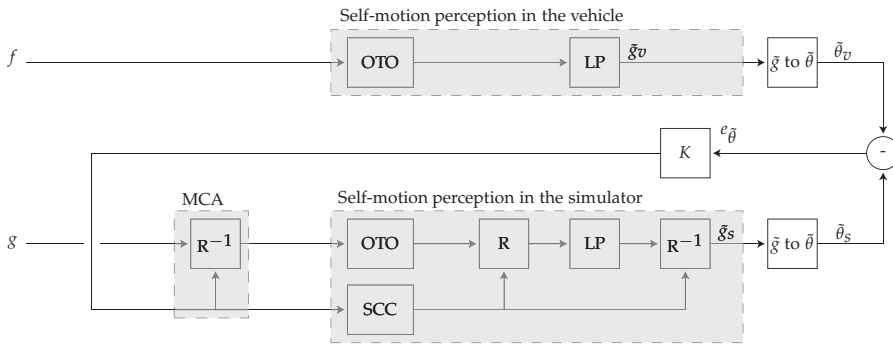 Self-motion perception in the vehicle
f
OTO
LP
g̃v
g̃ to θ̃
θ̃v
K
eθ̃
-
MCA
Self-motion perception in the simulator
g
R⁻¹
OTO
R
LP
R⁻¹
g̃s
g̃ to θ̃
θ̃s
SCC